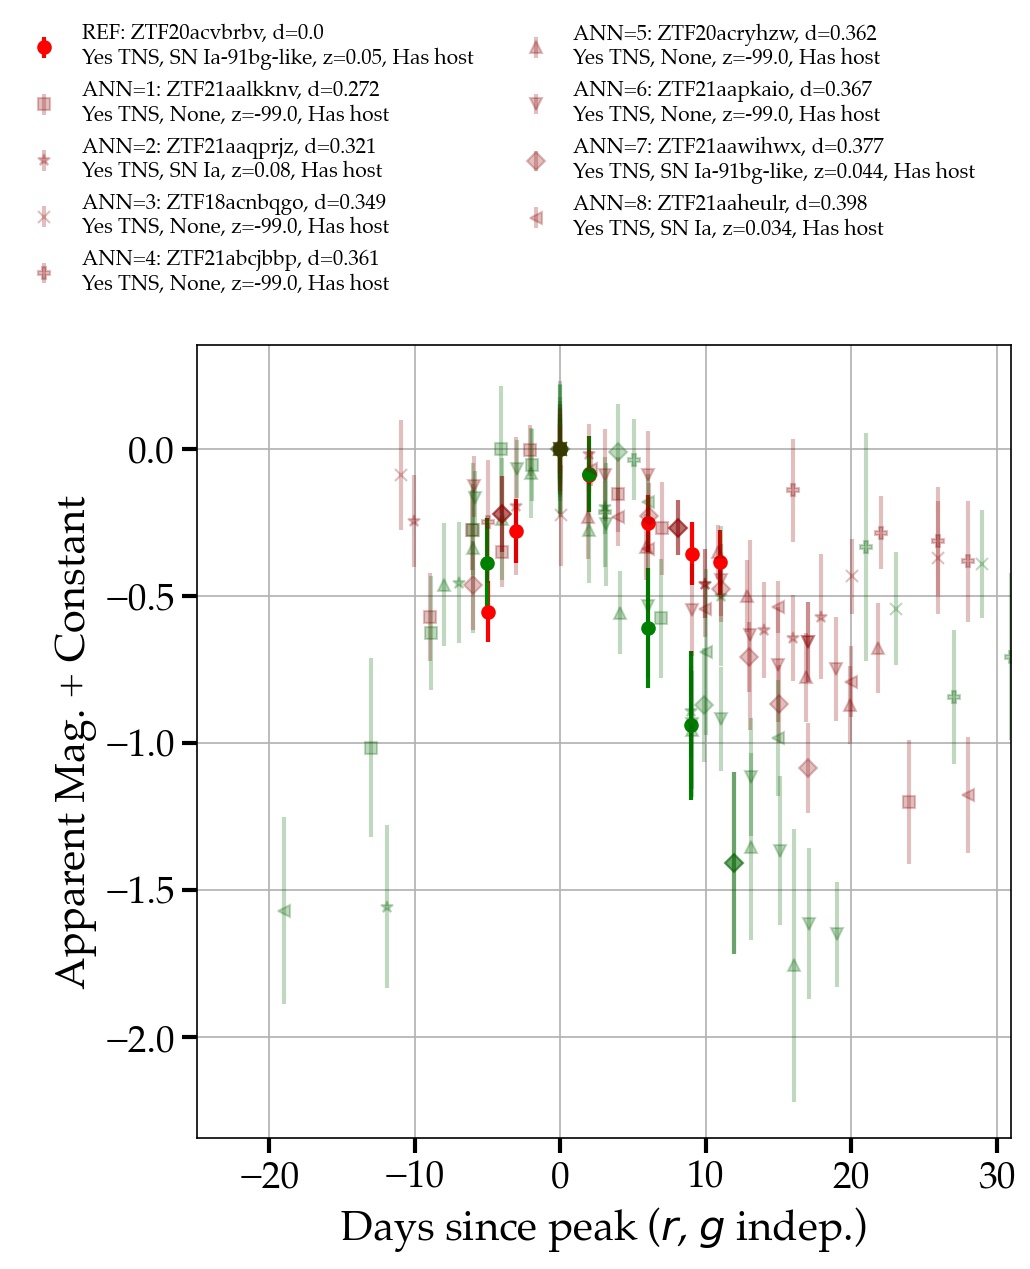 REF: ZTF20acvbrbv, d=0.0
Yes TNS, SN Ia-91bg-like, z=0.05, Has host
ANN=1: ZTF21aalkknv, d=0.272
Yes TNS, None, z=-99.0, Has host
ANN=2: ZTF21aaqprjz, d=0.321
Yes TNS, SN Ia, z=0.08, Has host
ANN=3: ZTF18acnbqgo, d=0.349
Yes TNS, None, z=-99.0, Has host
ANN=4: ZTF21abcjbbp, d=0.361
Yes TNS, None, z=-99.0, Has host
ANN=5: ZTF20acryhzw, d=0.362
Yes TNS, None, z=-99.0, Has host
ANN=6: ZTF21aapkaio, d=0.367
Yes TNS, None, z=-99.0, Has host
ANN=7: ZTF21aawihwx, d=0.377
Yes TNS, SN Ia-91bg-like, z=0.044, Has host
ANN=8: ZTF21aaheulr, d=0.398
Yes TNS, SN Ia, z=0.034, Has host
Apparent Mag. + Constant
0.0
−0.5
−1.0
−1.5
−2.0
−20 −10 0 10 20 30
Days since peak (r, g indep.)